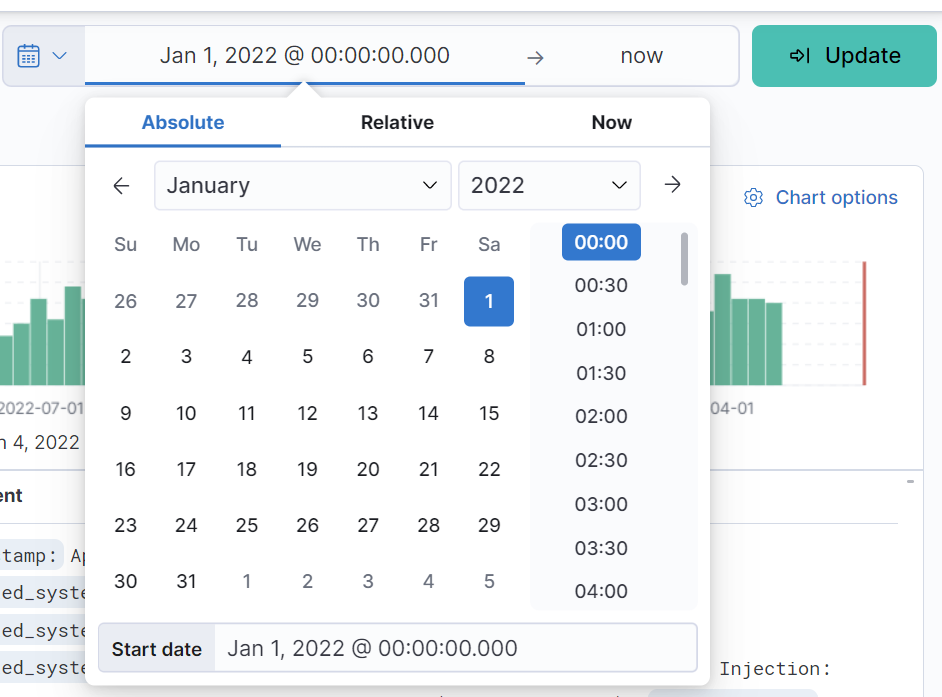 Jan 1, 2022 @ 00:00:00.000 → now Update
Absolute Relative Now
January 2022
Chart options
Su Mo Tu We Th Fr Sa
00:00
26 27 28 29 30 31 1
00:30
01:00
2 3 4 5 6 7 8
01:30
9 10 11 12 13 14 15
2022-07-01
04-01
02:00
n 4, 2022
16 17 18 19 20 21 22
02:30
ent
03:00
23 24 25 26 27 28 29
03:30
tamp: Ap
30 31 1 2 3 4 5
04:00
ed_syste
ed_syste
Start date Jan 1, 2022 @ 00:00:00.000
ed_syste
Injection: